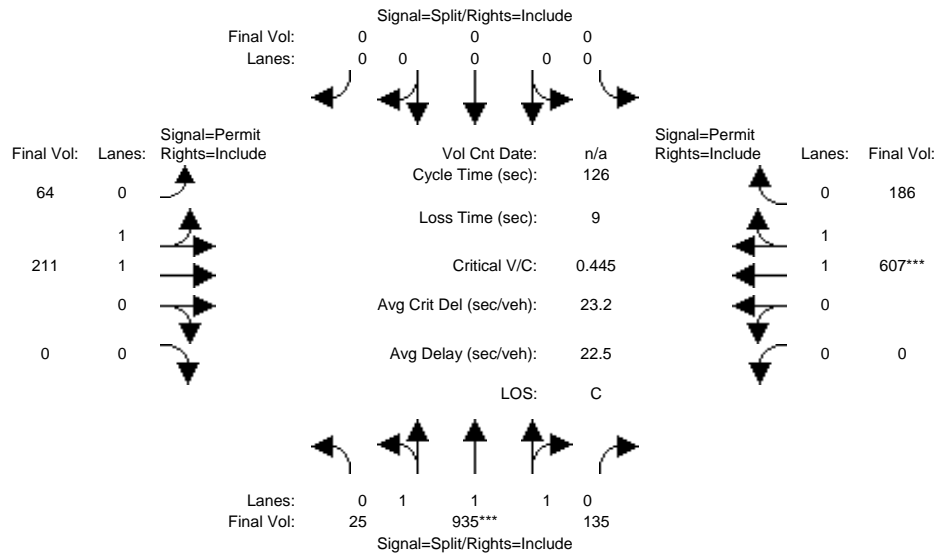 Signal=Split/Rights=Include
Final Vol: 0 0 0
Lanes: 0 0 0 0 0
Signal=Permit
Final Vol: Lanes: Rights=Include
Vol Cnt Date: n/a
Signal=Permit
Rights=Include Lanes: Final Vol:
Cycle Time (sec): 126
64 0
0 186
Loss Time (sec): 9
1
1
211 1
Critical V/C: 0.445
1 607***
0
Avg Crit Del (sec/veh): 23.2
0
0 0
Avg Delay (sec/veh): 22.5
0 0
LOS: C
Lanes: 0 1 1 1 0
Final Vol: 25 935*** 135
Signal=Split/Rights=Include